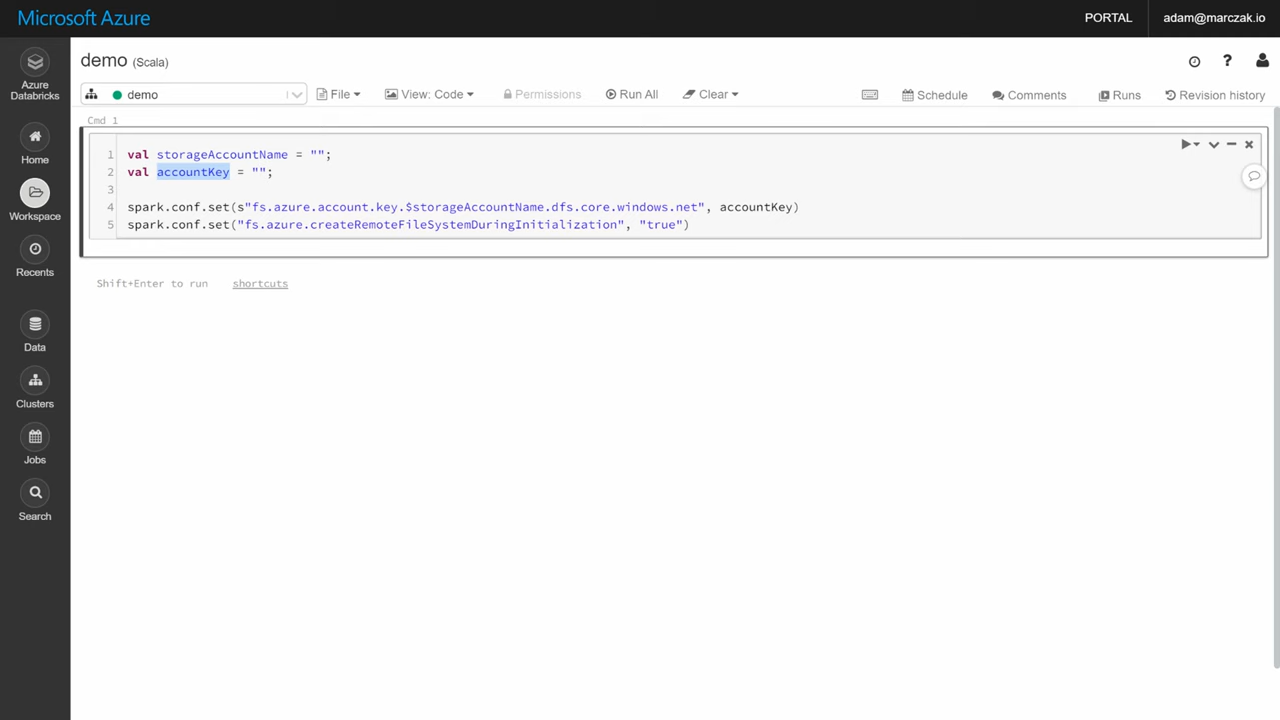 Microsoft Azure
PORTAL
adam@marczak.io
Azure
Databricks
Home
Workspace
Recents
Data
Clusters
Jobs
Search
demo (Scala)
demo
File
View: Code
Permissions
Run All
Clear
Schedule
Comments
Runs
Revision history
Cmd 1
1 val storageAccountName = "";
2 val accountKey = "";
3
4 spark.conf.set(s"fs.azure.account.key.$storageAccountName.dfs.core.windows.net", accountKey)
5 spark.conf.set("fs.azure.createRemoteFileSystemDuringInitialization", "true")
Shift+Enter to run shortcuts